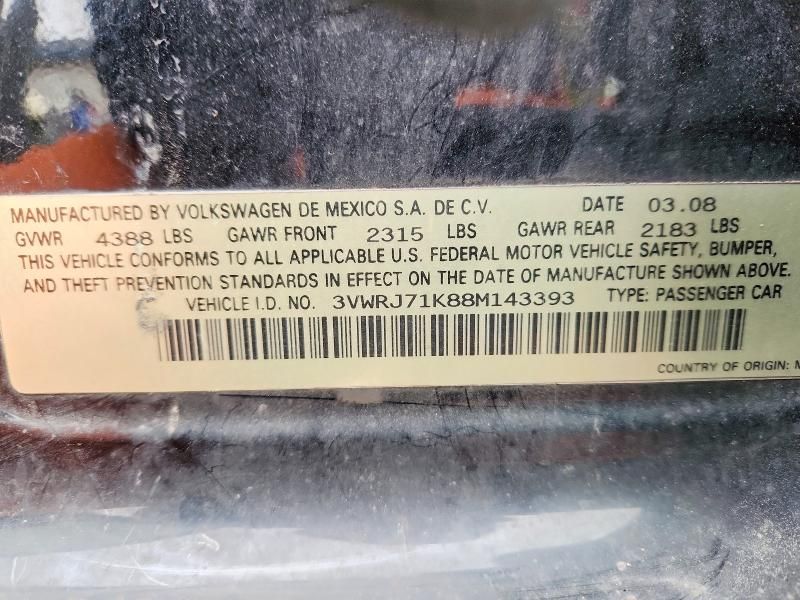 MANUFACTURED BY VOLKSWAGEN DE MEXICO S.A. DE C.V. DATE 03.08
GVWR 4388 LBS GAWR FRONT 2315 LBS GAWR REAR 2183 LBS
THIS VEHICLE CONFORMS TO ALL APPLICABLE U.S. FEDERAL MOTOR VEHICLE SAFETY, BUMPER,
AND THEFT PREVENTION STANDARDS IN EFFECT ON THE DATE OF MANUFACTURE SHOWN ABOVE.
VEHICLE I.D. NO. 3VWRJ71K88M143393 TYPE: PASSENGER CAR
COUNTRY OF ORIGIN: M